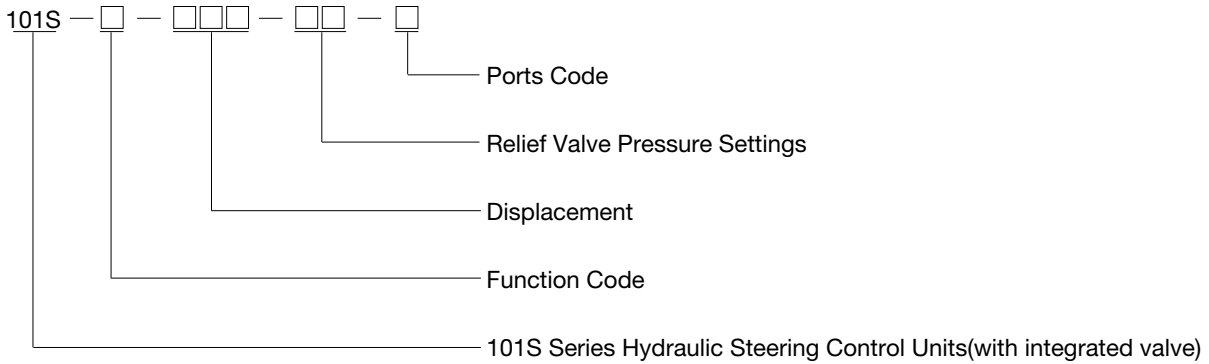 101S — □ — □□□ — □□ — □
Ports Code
Relief Valve Pressure Settings
Displacement
Function Code
101S Series Hydraulic Steering Control Units(with integrated valve)